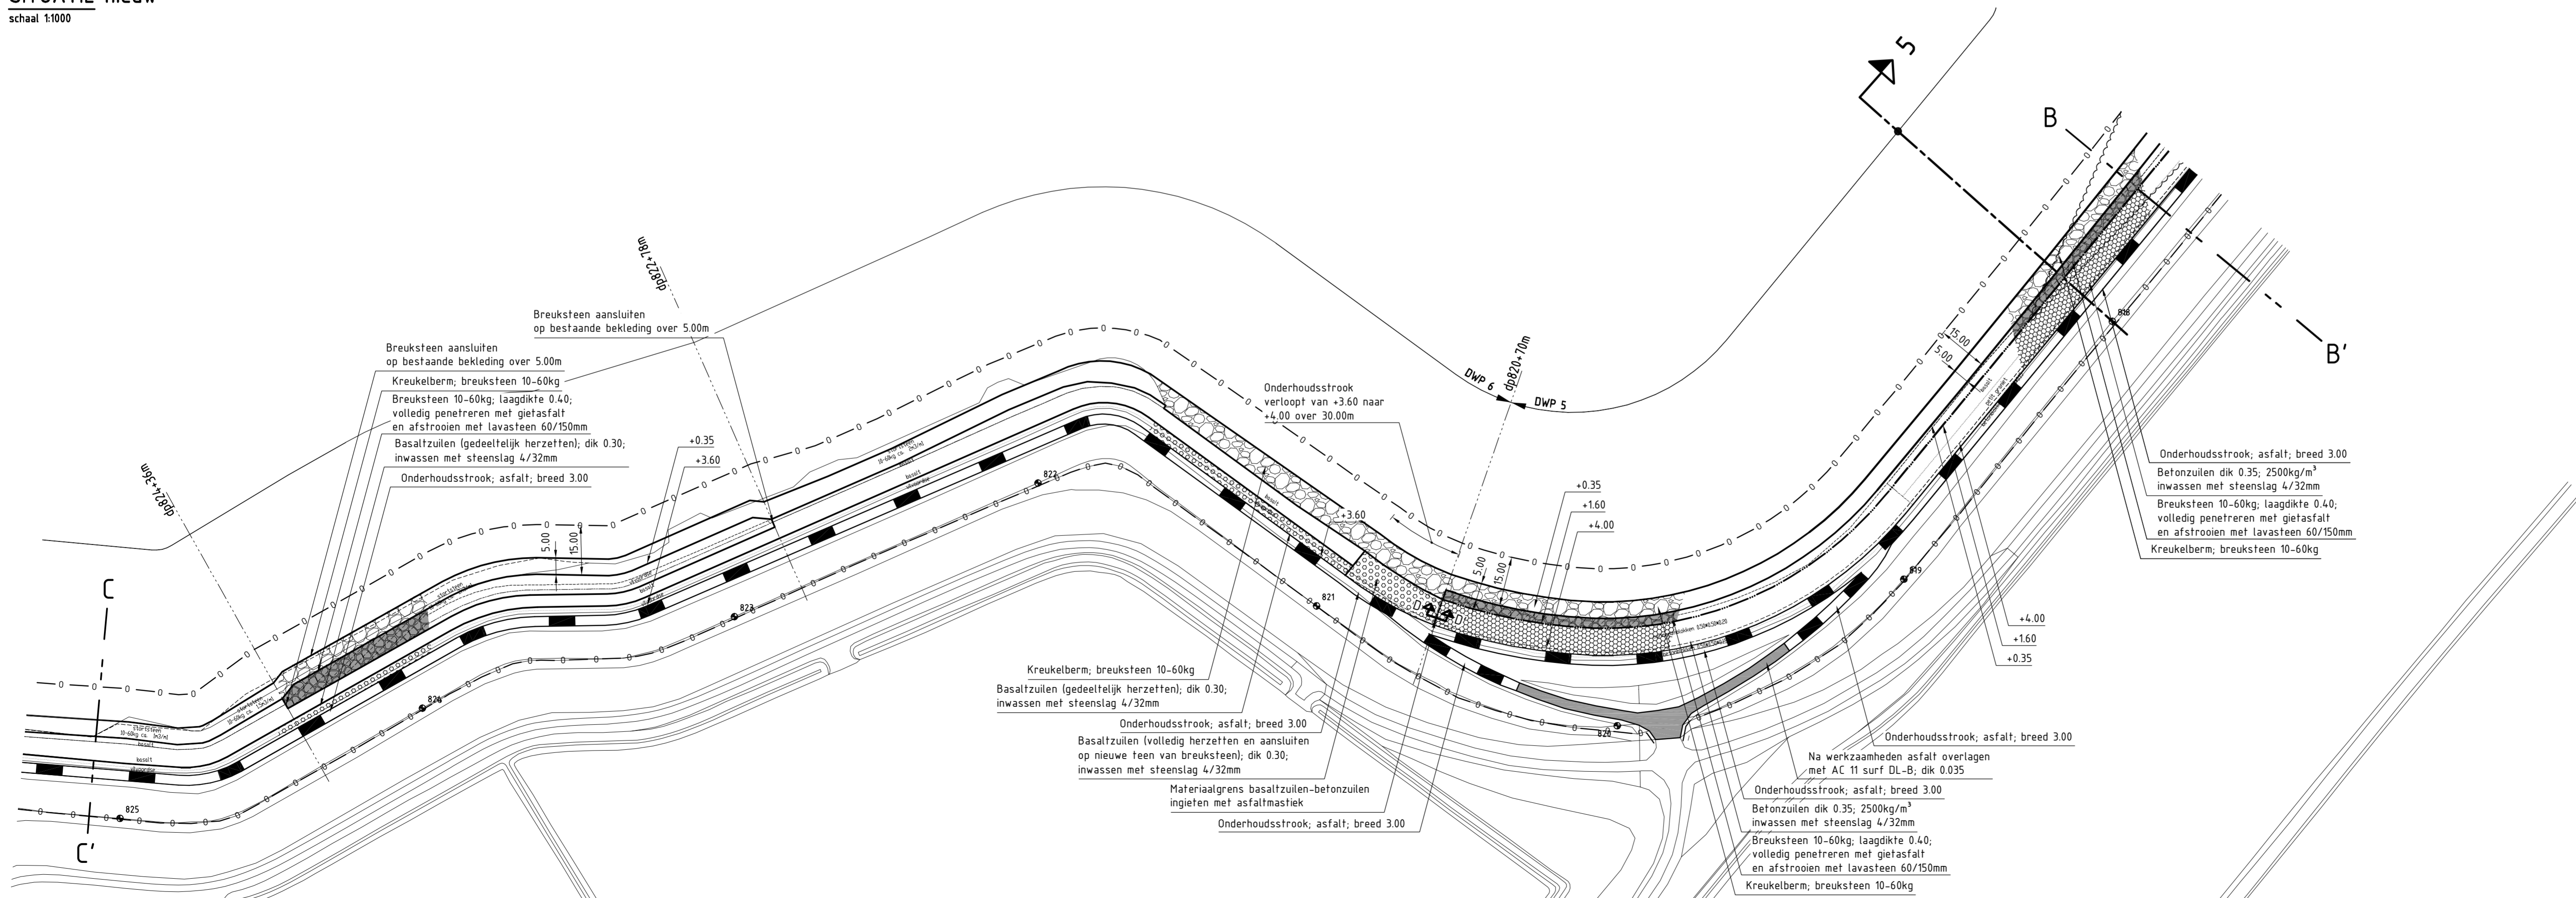 schaal 1:1000
5
B
B'
C
C'
dp824+36m
dp822+78m
dp820+70m
DWP 6
DWP 5
Breuksteen aansluiten
op bestaande bekleding over 5.00m
Breuksteen aansluiten
op bestaande bekleding over 5.00m
Kreukelberm; breuksteen 10-60kg
Breuksteen 10-60kg; laagdikte 0.40;
volledig penetreren met gietasfalt
en afstrooien met lavasteen 60/150mm
Basaltzuilen (gedeeltelijk herzetten); dik 0.30;
inwassen met steenslag 4/32mm
Onderhoudsstrook; asfalt; breed 3.00
+0.35
+3.60
5.00
15.00
Onderhoudsstrook
verloopt van +3.60 naar
+4.00 over 30.00m
+3.60
+0.35
+1.60
+4.00
5.00
15.00
15.00
5.00
Onderhoudsstrook; asfalt; breed 3.00
Betonzuilen dik 0.35; 2500kg/m³
inwassen met steenslag 4/32mm
Breuksteen 10-60kg; laagdikte 0.40;
volledig penetreren met gietasfalt
en afstrooien met lavasteen 60/150mm
Kreukelberm; breuksteen 10-60kg
+4.00
+1.60
+0.35
Kreukelberm; breuksteen 10-60kg
Basaltzuilen (gedeeltelijk herzetten); dik 0.30;
inwassen met steenslag 4/32mm
Onderhoudsstrook; asfalt; breed 3.00
Basaltzuilen (volledig herzetten en aansluiten
op nieuwe teen van breuksteen); dik 0.30;
inwassen met steenslag 4/32mm
Materiaalgrens basaltzuilen-betonzuilen
ingieten met asfaltmastiek
Onderhoudsstrook; asfalt; breed 3.00
Onderhoudsstrook; asfalt; breed 3.00
Na werkzaamheden asfalt overlagen
met AC 11 surf DL-B; dik 0.035
Onderhoudsstrook; asfalt; breed 3.00
Betonzuilen dik 0.35; 2500kg/m³
inwassen met steenslag 4/32mm
Breuksteen 10-60kg; laagdikte 0.40;
volledig penetreren met gietasfalt
en afstrooien met lavasteen 60/150mm
Kreukelberm; breuksteen 10-60kg
825
824
823
822
821
820
819
818
D
D'
stortsteen
10-60kg ca. 2m3/m1
basalt
basalt
basalt
basalt
basalt
basalt